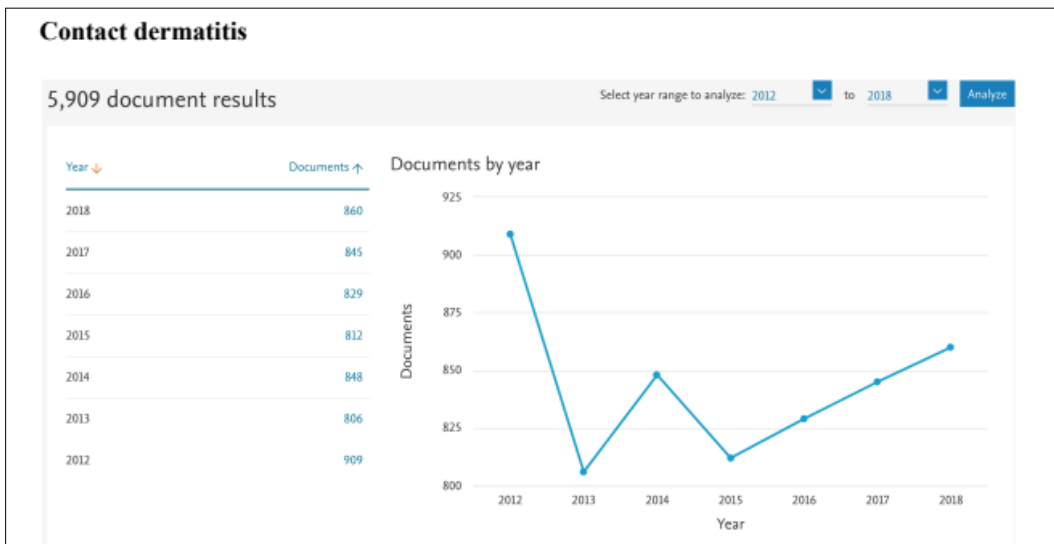 Contact dermatitis
5,909 document results
Select year range to analyze: 2012 to 2018 Analyze
Year Documents
2018 860
2017 845
2016 829
2015 812
2014 848
2013 806
2012 909
Documents by year
925
900
875
850
825
800
Documents
2012 2013 2014 2015 2016 2017 2018
Year